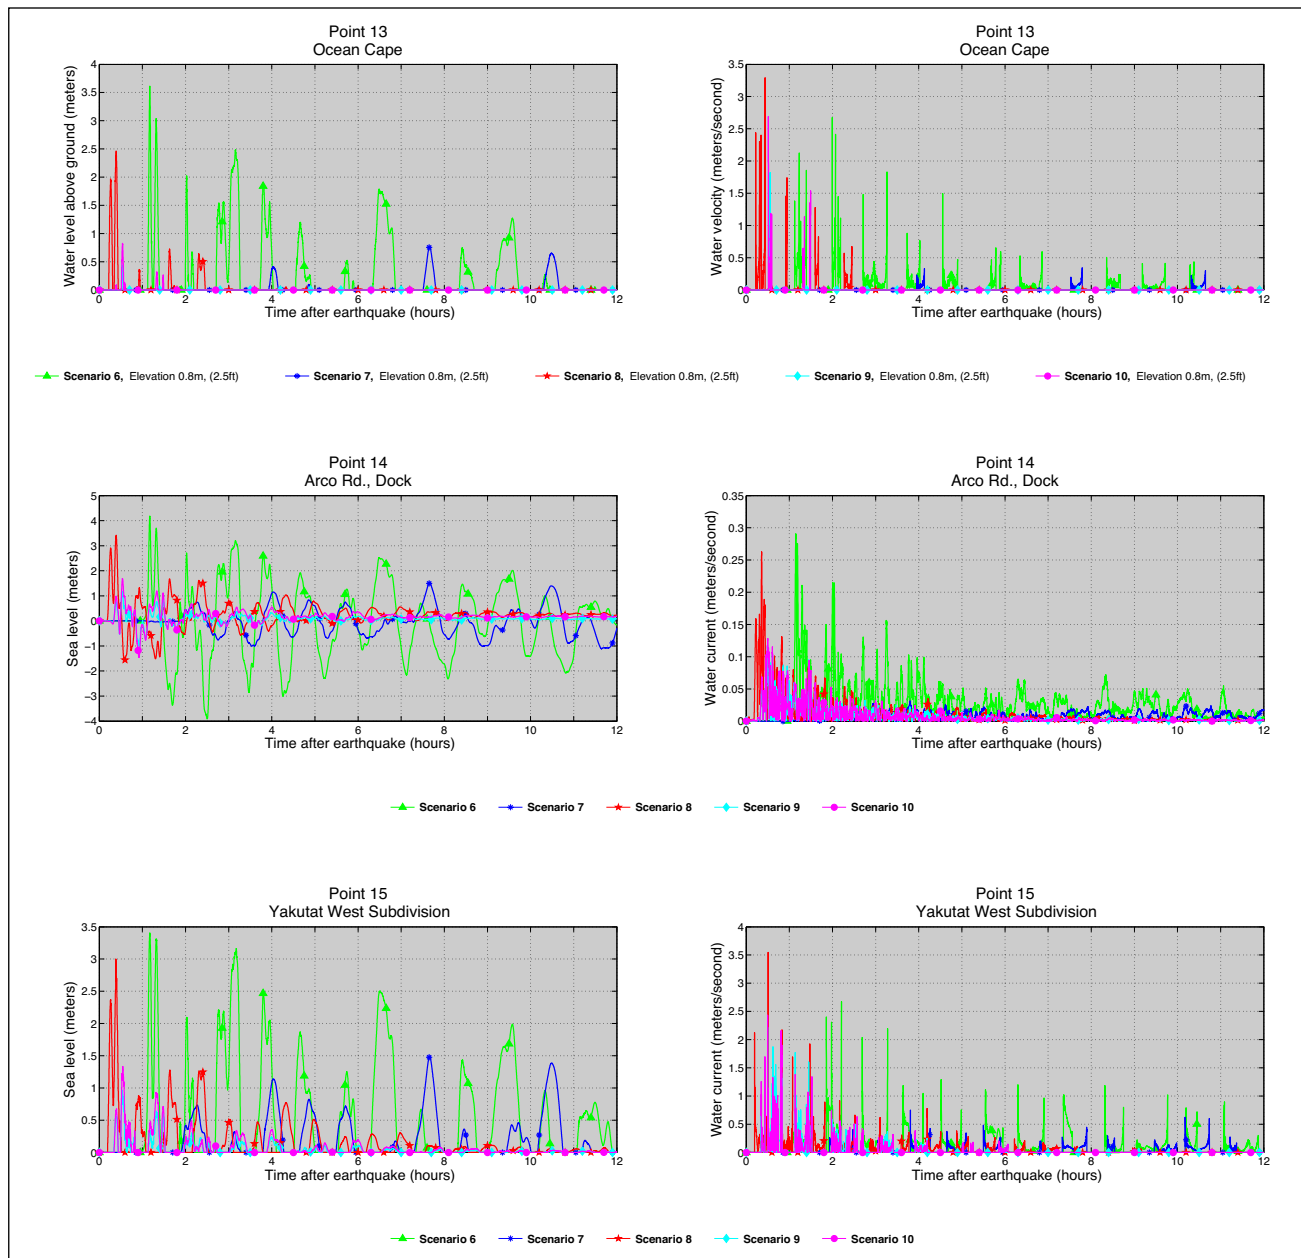 Point 13
Ocean Cape
Water level above ground (meters)
4
3.5
3
2.5
2
1.5
1
0.5
0
0 2 4 6 8 10 12
Time after earthquake (hours)
Point 13
Ocean Cape
Water velocity (meters/second)
3.5
3
2.5
2
1.5
1
0.5
0
0 2 4 6 8 10 12
Time after earthquake (hours)
Scenario 6, Elevation 0.8m, (2.5ft) Scenario 7, Elevation 0.8m, (2.5ft) Scenario 8, Elevation 0.8m, (2.5ft) Scenario 9, Elevation 0.8m, (2.5ft) Scenario 10, Elevation 0.8m, (2.5ft)
Point 14
Arco Rd., Dock
Sea level (meters)
5
4
3
2
1
0
−1
−2
−3
−4
0 2 4 6 8 10 12
Time after earthquake (hours)
Point 14
Arco Rd., Dock
Water current (meters/second)
0.35
0.3
0.25
0.2
0.15
0.1
0.05
0
0 2 4 6 8 10 12
Time after earthquake (hours)
Scenario 6 Scenario 7 Scenario 8 Scenario 9 Scenario 10
Point 15
Yakutat West Subdivision
Sea level (meters)
3.5
3
2.5
2
1.5
1
0.5
0
0 2 4 6 8 10 12
Time after earthquake (hours)
Point 15
Yakutat West Subdivision
Water current (meters/second)
4
3.5
3
2.5
2
1.5
1
0.5
0
0 2 4 6 8 10 12
Time after earthquake (hours)
Scenario 6 Scenario 7 Scenario 8 Scenario 9 Scenario 10